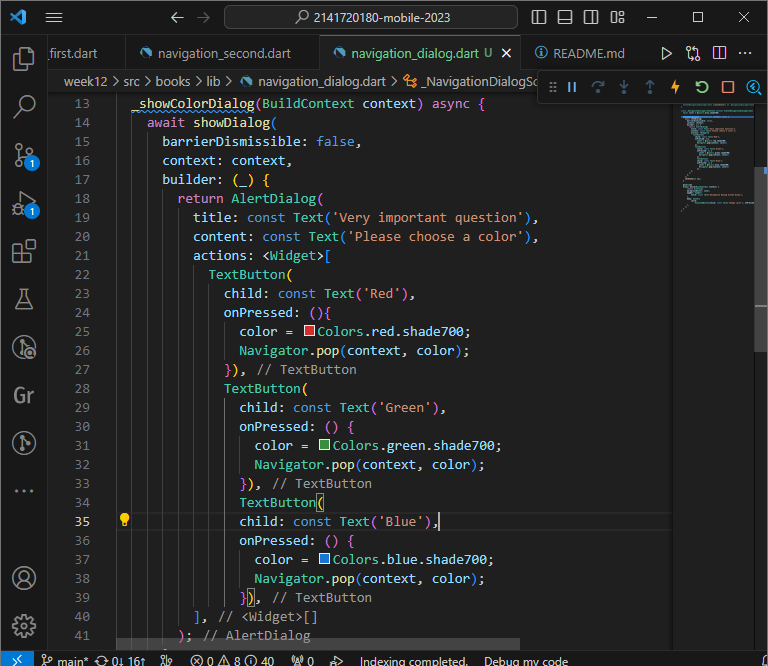 2141720180-mobile-2023
_first.dart
navigation_second.dart
navigation_dialog.dart U
README.md
week12 > src > books > lib > navigation_dialog.dart > _NavigationDialogSc
13 _showColorDialog(BuildContext context) async {
14 await showDialog(
15 barrierDismissible: false,
16 context: context,
17 builder: (_) {
18 return AlertDialog(
19 title: const Text('Very important question'),
20 content: const Text('Please choose a color'),
21 actions: <Widget>[
22 TextButton(
23 child: const Text('Red'),
24 onPressed: (){
25 color = Colors.red.shade700;
26 Navigator.pop(context, color);
27 }), // TextButton
28 TextButton(
29 child: const Text('Green'),
30 onPressed: () {
31 color = Colors.green.shade700;
32 Navigator.pop(context, color);
33 }), // TextButton
34 TextButton(
35 child: const Text('Blue'),
36 onPressed: () {
37 color = Colors.blue.shade700;
38 Navigator.pop(context, color);
39 }), // TextButton
40 ], // <Widget>[]
41 ); // AlertDialog
1
1
Gr
main* 0↓ 16↑ 0 8 40 0 Indexing completed. Debug my code